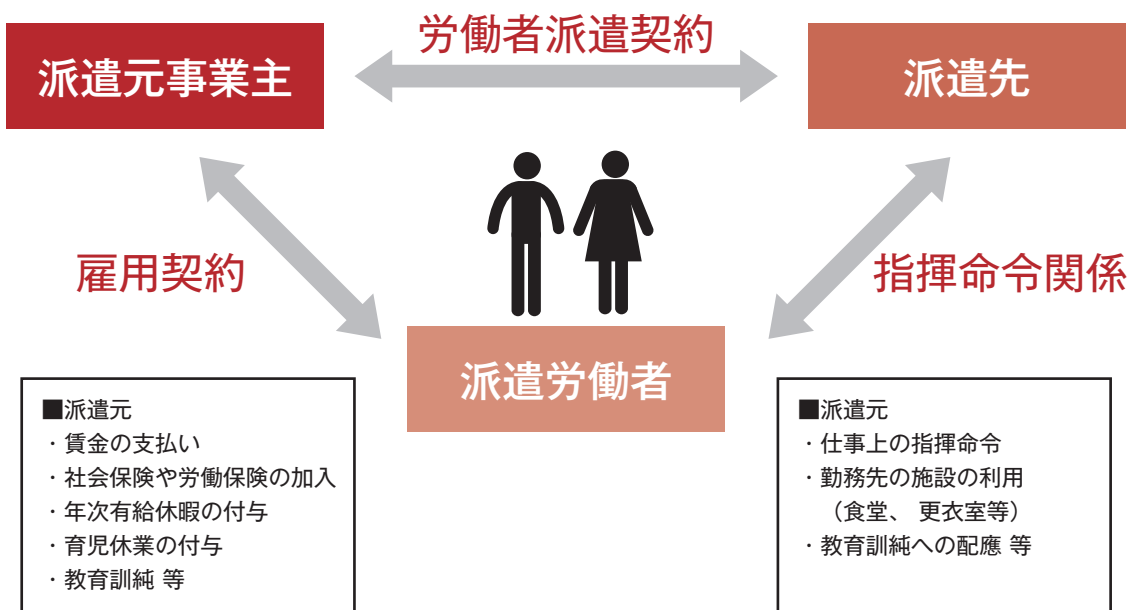 労働者派遣契約
派遣元事業主
派遣先
雇用契約
指揮命令関係
派遣労働者
■派遣元
・賃金の支払い
・社会保険や労働保険の加入
・年次有給休暇の付与
・育児休業の付与
・教育訓純 等
■派遣元
・仕事上の指揮命令
・勤務先の施設の利用
（食堂、 更衣室等）
・教育訓純への配應 等